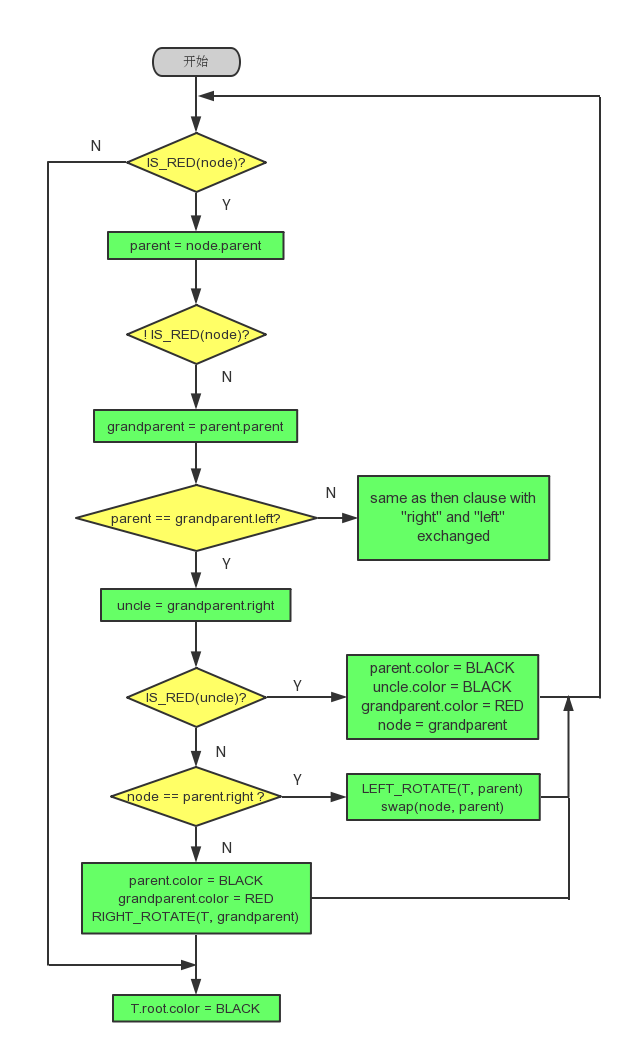 开始
N
IS_RED(node)?
Y
parent = node.parent
! IS_RED(node)?
N
grandparent = parent.parent
parent == grandparent.left?
N
same as then clause with
"right" and "left"
exchanged
Y
uncle = grandparent.right
IS_RED(uncle)?
Y
parent.color = BLACK
uncle.color = BLACK
grandparent.color = RED
node = grandparent
N
node == parent.right ?
Y
LEFT_ROTATE(T, parent)
swap(node, parent)
N
parent.color = BLACK
grandparent.color = RED
RIGHT_ROTATE(T, grandparent)
T.root.color = BLACK